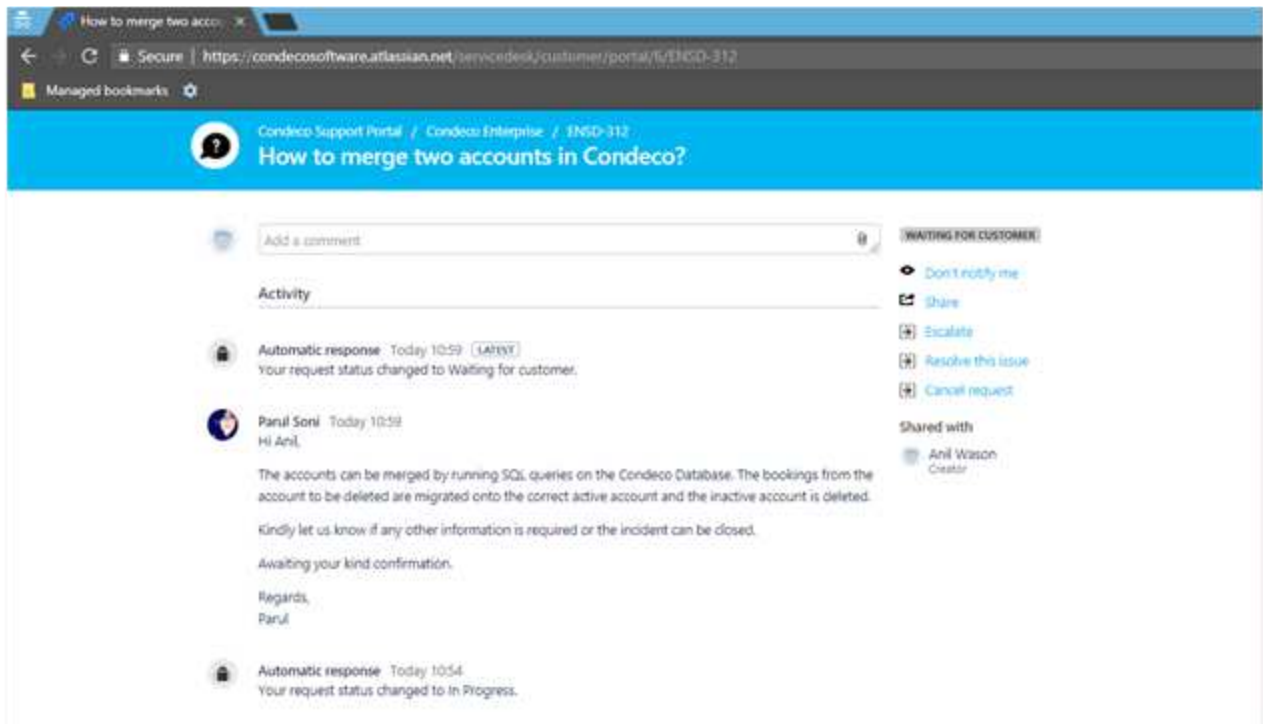 How to merge two acco
Secure | https://condecosoftware.atlassian.net/servicedesk/customer/portal/6/ENSD-312
Managed bookmarks
Condeco Support Portal / Condeco Enterprise / ENSD-312
How to merge two accounts in Condeco?
Add a comment
WAITING FOR CUSTOMER
Don't notify me
Share
Escalate
Resolve this issue
Cancel request
Shared with
Anil Wason
Creator
Activity
Automatic response Today 10:59 LATEST
Your request status changed to Waiting for customer.
Parul Soni Today 10:59
Hi Anil,
The accounts can be merged by running SQL queries on the Condeco Database. The bookings from the
account to be deleted are migrated onto the correct active account and the inactive account is deleted.
Kindly let us know if any other information is required or the incident can be closed.
Awaiting your kind confirmation.
Regards,
Parul
Automatic response Today 10:54
Your request status changed to In Progress.